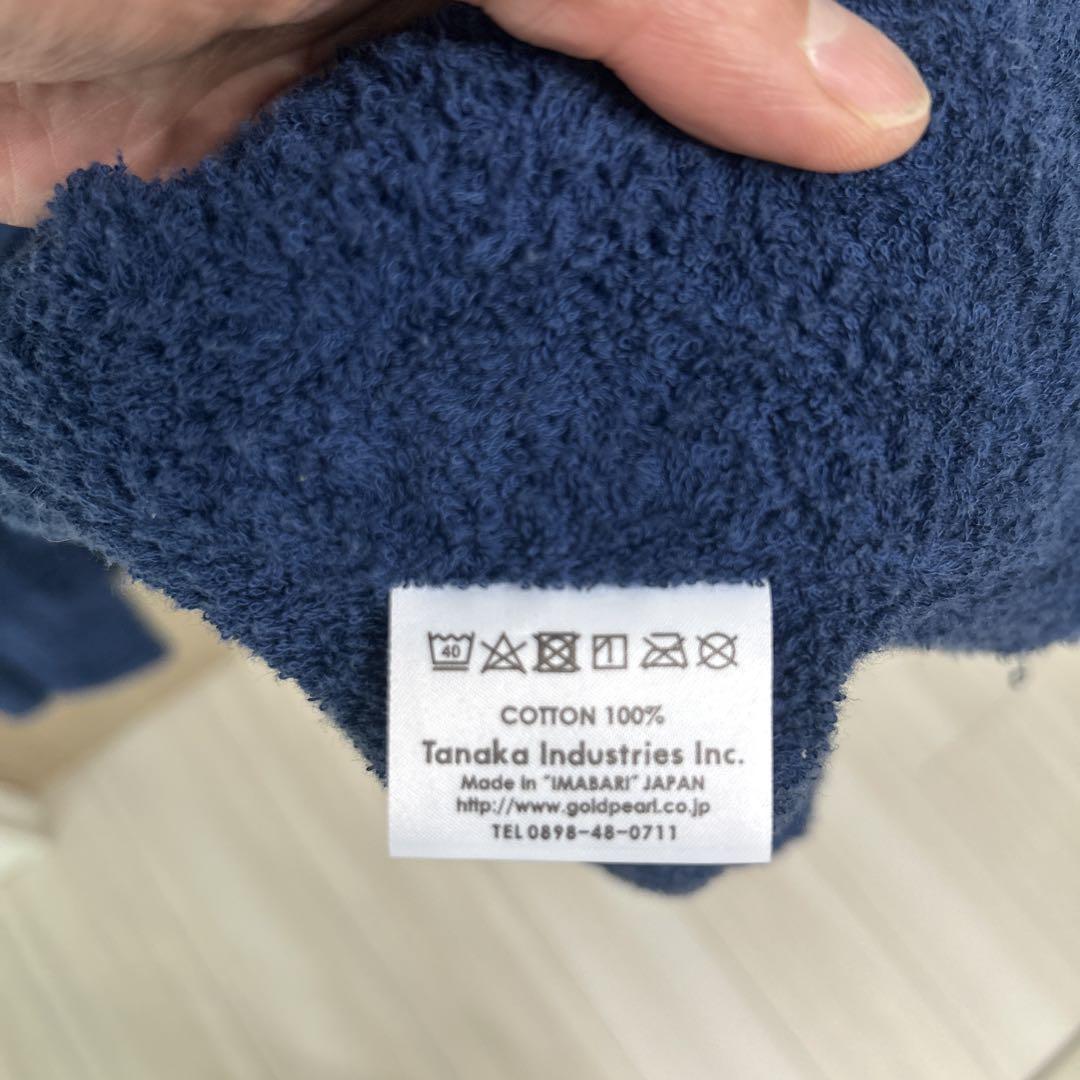 40
COTTON 100%
Tanaka Industries Inc.
Made in "IMABARI" JAPAN
http://www.goldpearl.co.jp
TEL 0898-48-0711